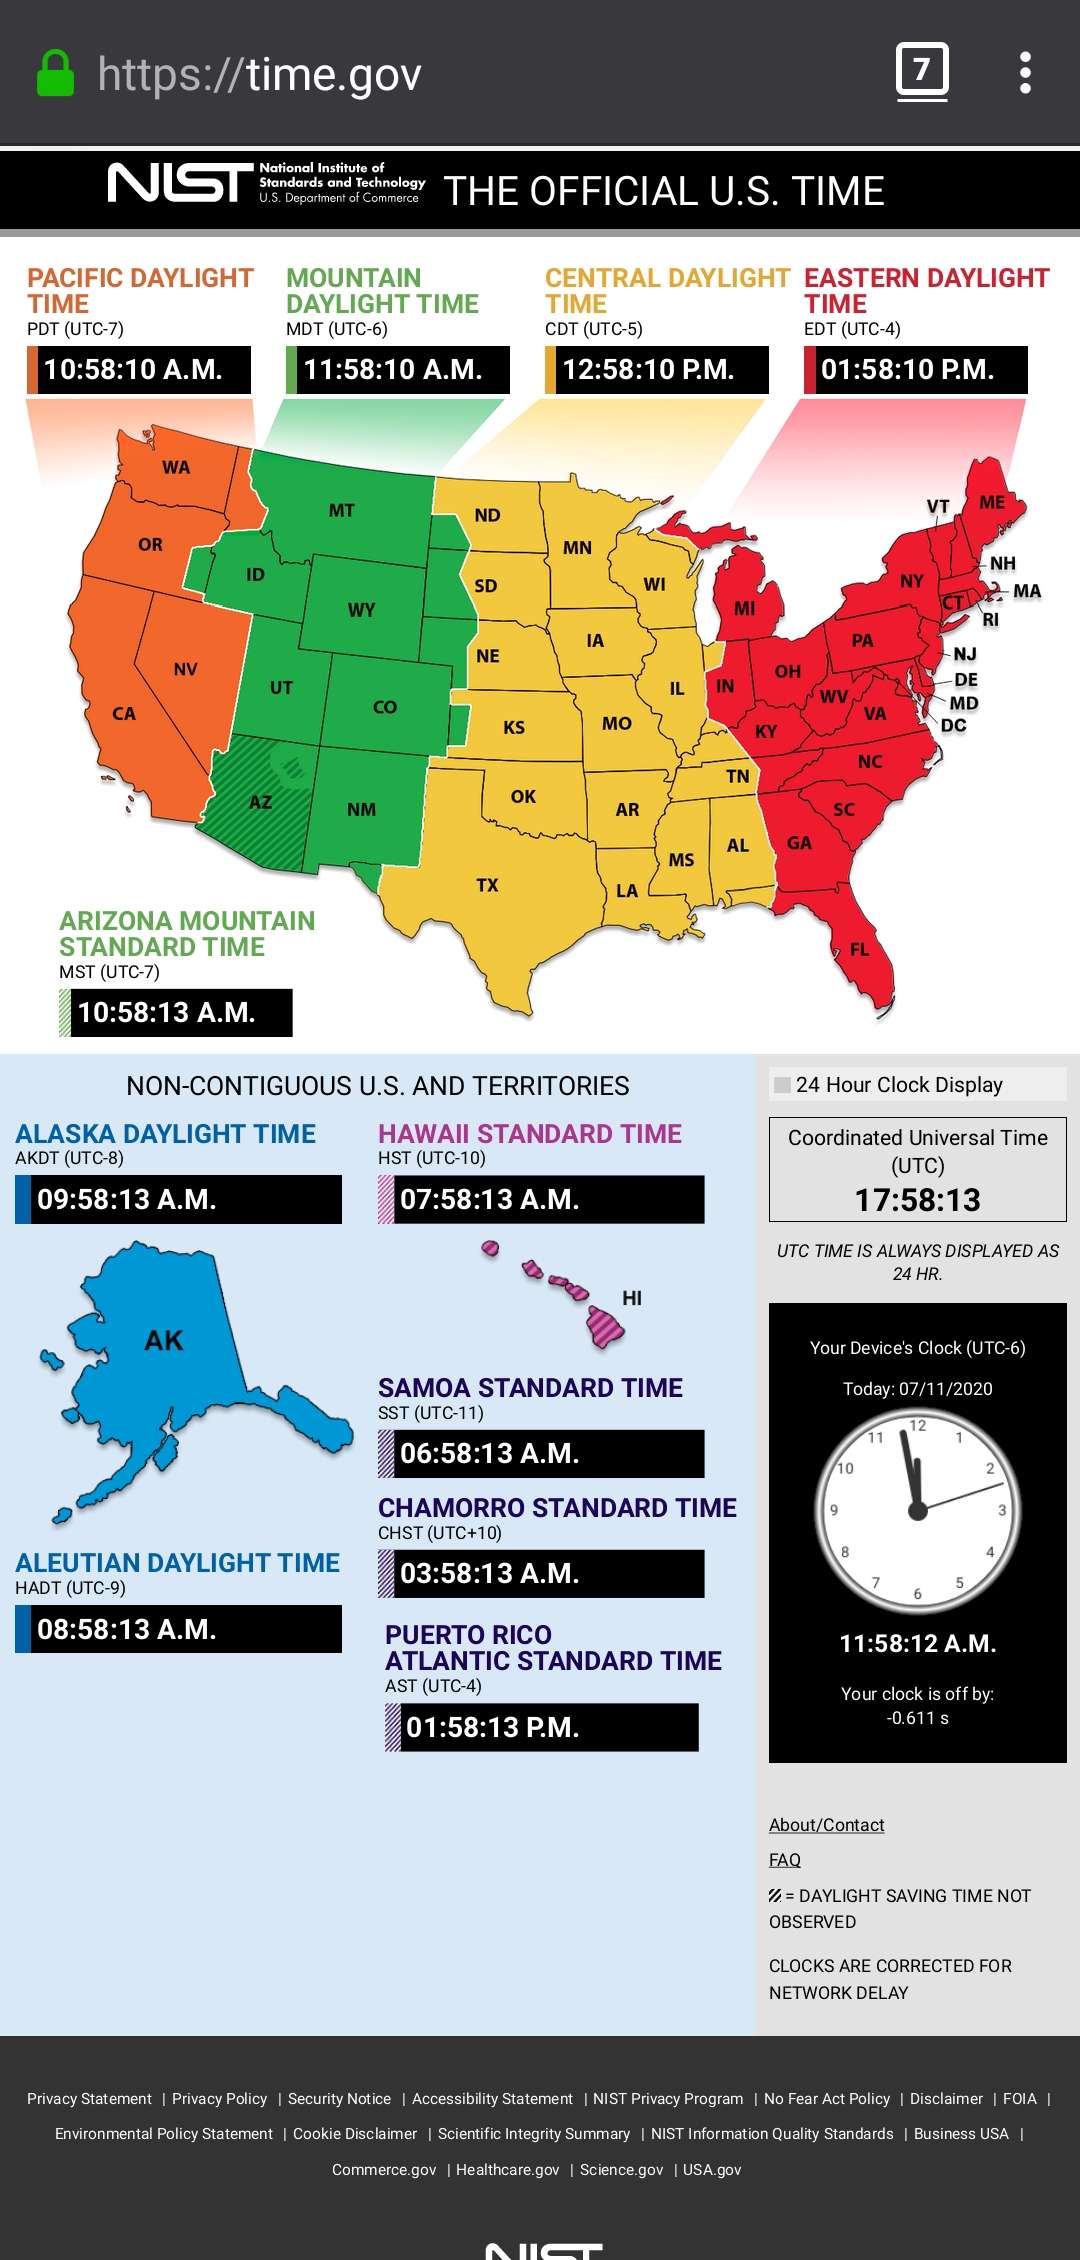 https://time.gov
7
NIST
National Institute of
Standards and Technology
U.S. Department of Commerce
THE OFFICIAL U.S. TIME
PACIFIC DAYLIGHT
TIME
PDT (UTC-7)
10:58:10 A.M.
MOUNTAIN
DAYLIGHT TIME
MDT (UTC-6)
11:58:10 A.M.
CENTRAL DAYLIGHT
TIME
CDT (UTC-5)
12:58:10 P.M.
EASTERN DAYLIGHT
TIME
EDT (UTC-4)
01:58:10 P.M.
WA
OR
CA
NV
ID
MT
WY
UT
CO
AZ
NM
ND
SD
NE
KS
OK
TX
MN
IA
MO
AR
LA
WI
IL
MS
AL
TN
MI
IN
OH
KY
WV
VA
NC
SC
GA
FL
PA
NY
VT
ME
NH
MA
CT
RI
NJ
DE
MD
DC
ARIZONA MOUNTAIN
STANDARD TIME
MST (UTC-7)
10:58:13 A.M.
NON-CONTIGUOUS U.S. AND TERRITORIES
ALASKA DAYLIGHT TIME
AKDT (UTC-8)
09:58:13 A.M.
AK
ALEUTIAN DAYLIGHT TIME
HADT (UTC-9)
08:58:13 A.M.
HAWAII STANDARD TIME
HST (UTC-10)
07:58:13 A.M.
HI
SAMOA STANDARD TIME
SST (UTC-11)
06:58:13 A.M.
CHAMORRO STANDARD TIME
CHST (UTC+10)
03:58:13 A.M.
PUERTO RICO
ATLANTIC STANDARD TIME
AST (UTC-4)
01:58:13 P.M.
24 Hour Clock Display
Coordinated Universal Time
(UTC)
17:58:13
UTC TIME IS ALWAYS DISPLAYED AS
24 HR.
Your Device's Clock (UTC-6)
Today: 07/11/2020
12
1
2
3
4
5
6
7
8
9
10
11
11:58:12 A.M.
Your clock is off by:
-0.611 s
About/Contact
FAQ
= DAYLIGHT SAVING TIME NOT
OBSERVED
CLOCKS ARE CORRECTED FOR
NETWORK DELAY
Privacy Statement | Privacy Policy | Security Notice | Accessibility Statement | NIST Privacy Program | No Fear Act Policy | Disclaimer | FOIA |
Environmental Policy Statement | Cookie Disclaimer | Scientific Integrity Summary | NIST Information Quality Standards | Business USA |
Commerce.gov | Healthcare.gov | Science.gov | USA.gov
NIST